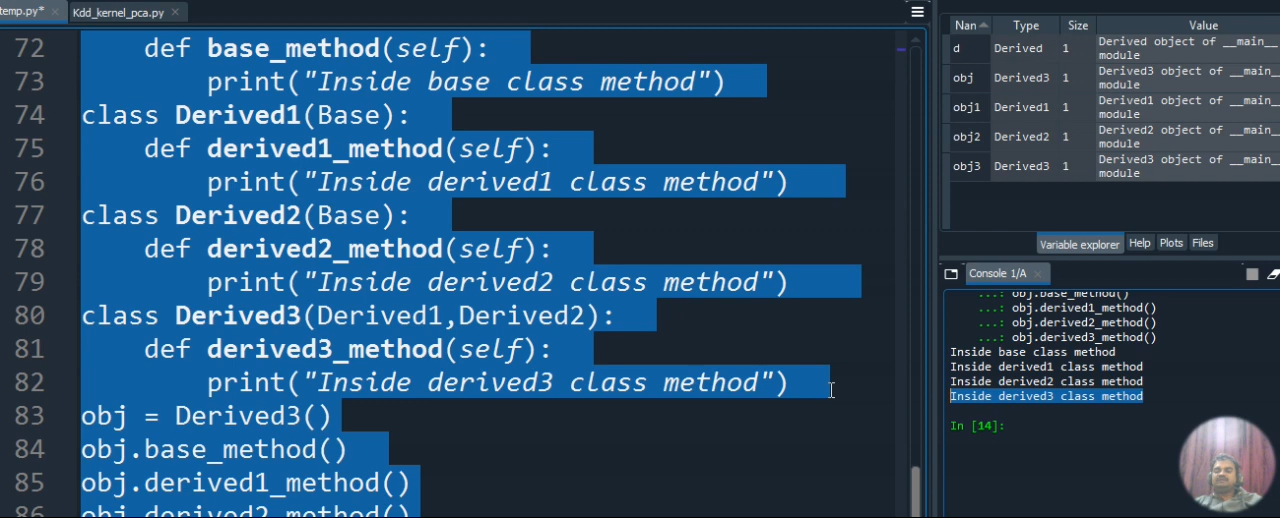 temp.py* Kdd_kernel_pca.py
72 def base_method(self):
73 print("Inside base class method")
74 class Derived1(Base):
75 def derived1_method(self):
76 print("Inside derived1 class method")
77 class Derived2(Base):
78 def derived2_method(self):
79 print("Inside derived2 class method")
80 class Derived3(Derived1,Derived2):
81 def derived3_method(self):
82 print("Inside derived3 class method")
83 obj = Derived3()
84 obj.base_method()
85 obj.derived1_method()
86 obj.derived2_method()
Nan Type Size Value
d Derived 1 Derived object of __main__
module
obj Derived3 1 Derived3 object of __main__
module
obj1 Derived1 1 Derived1 object of __main__
module
obj2 Derived2 1 Derived2 object of __main__
module
obj3 Derived3 1 Derived3 object of __main__
module
Variable explorer Help Plots Files
Console 1/A
...: obj.base_method()
...: obj.derived1_method()
...: obj.derived2_method()
...: obj.derived3_method()
Inside base class method
Inside derived1 class method
Inside derived2 class method
Inside derived3 class method
In [14]: